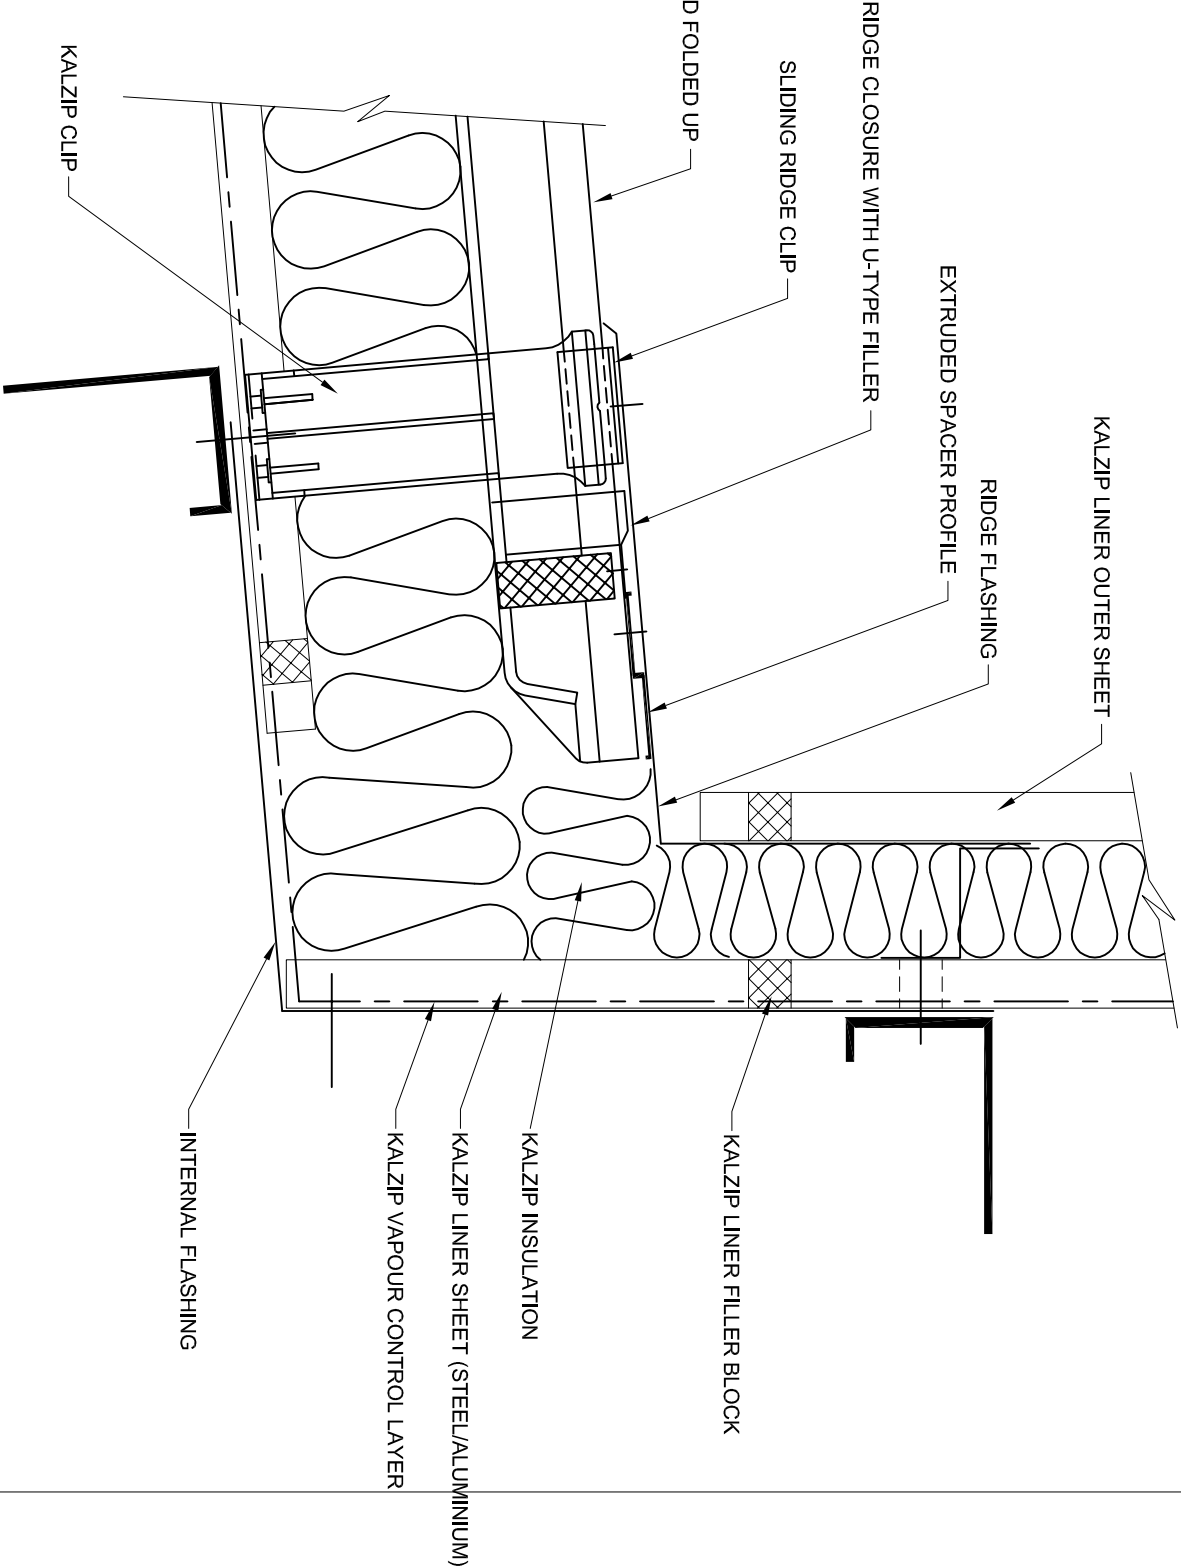 D FOLDED UP
RIDGE CLOSURE WITH U-TYPE FILLER
SLIDING RIDGE CLIP
KALZIP CLIP
EXTRUDED SPACER PROFILE
RIDGE FLASHING
KALZIP LINER OUTER SHEET
KALZIP LINER FILLER BLOCK
KALZIP INSULATION
KALZIP LINER SHEET (STEEL/ALUMINIUM)
KALZIP VAPOUR CONTROL LAYER
INTERNAL FLASHING